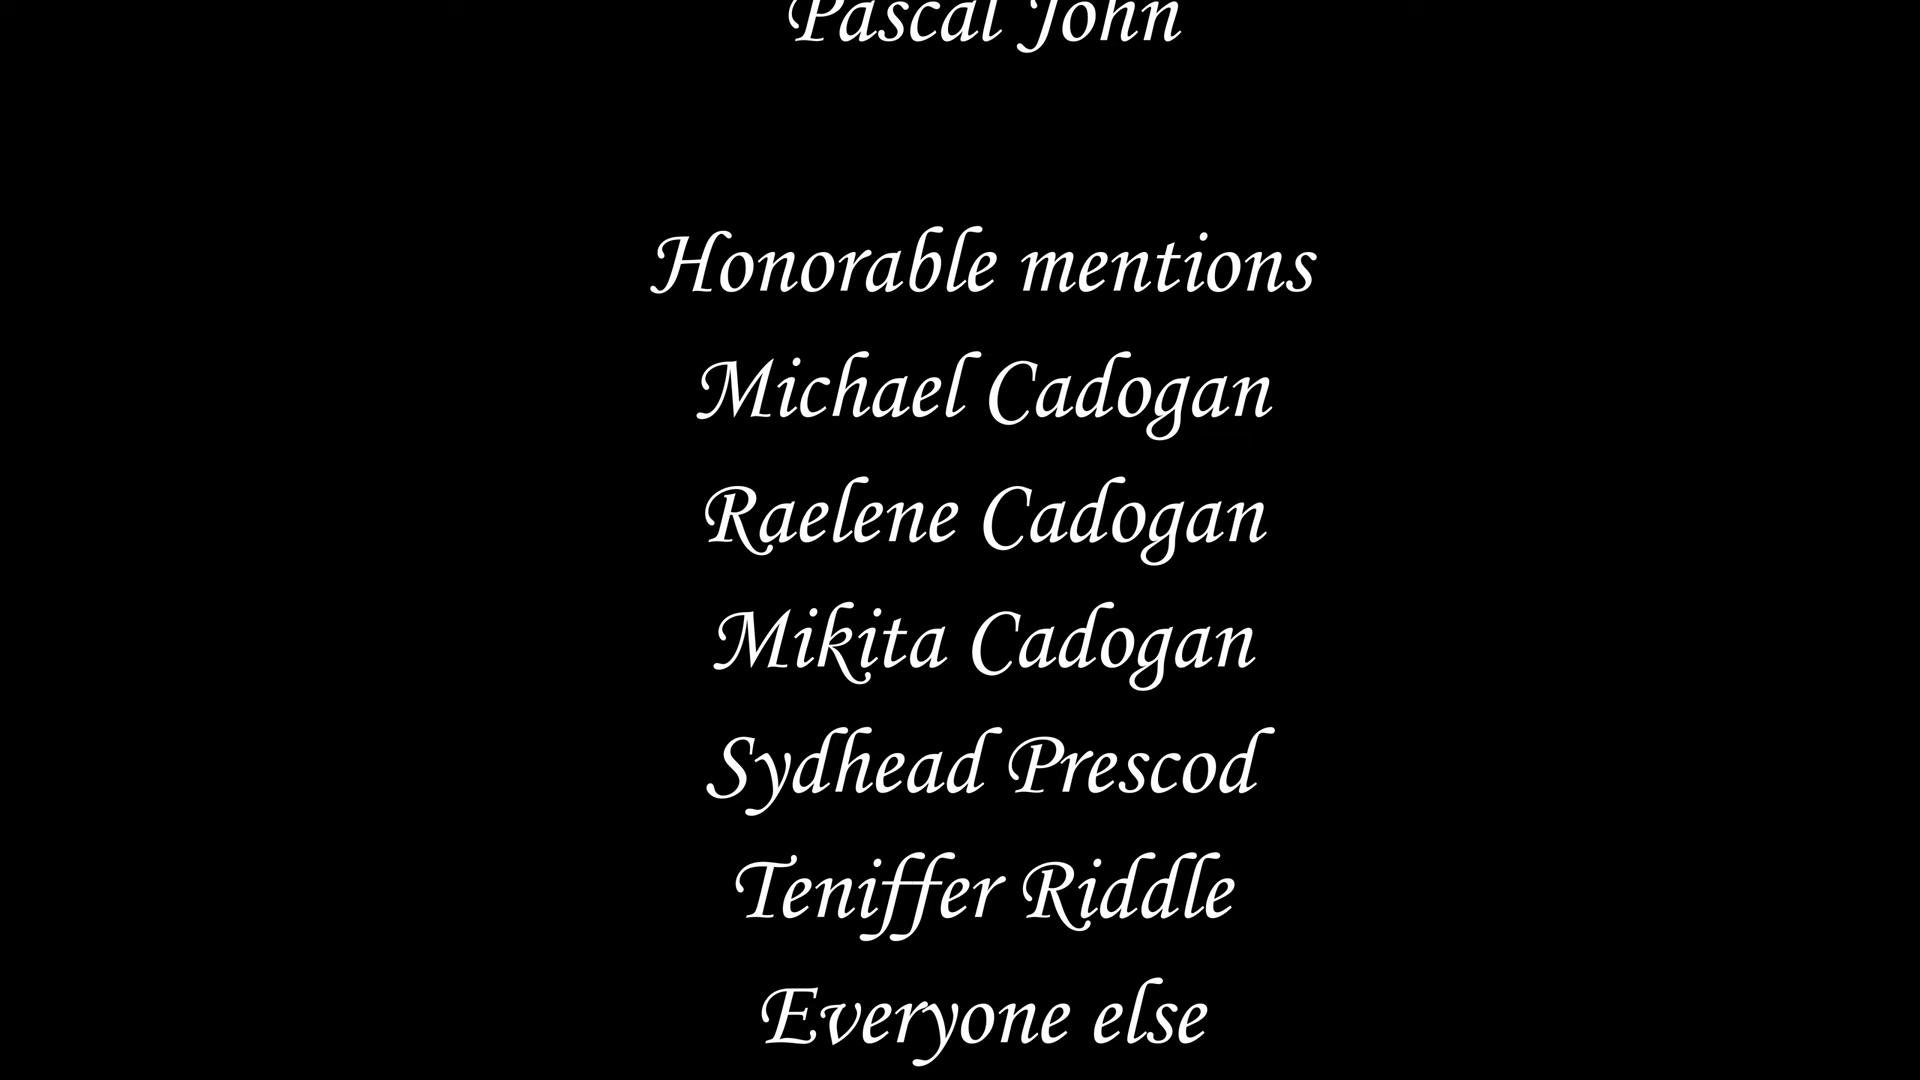 Pascal John
Honorable mentions
Michael Cadogan
Raelene Cadogan
Mikita Cadogan
Sydhead Prescod
Teniffer Riddle
Everyone else